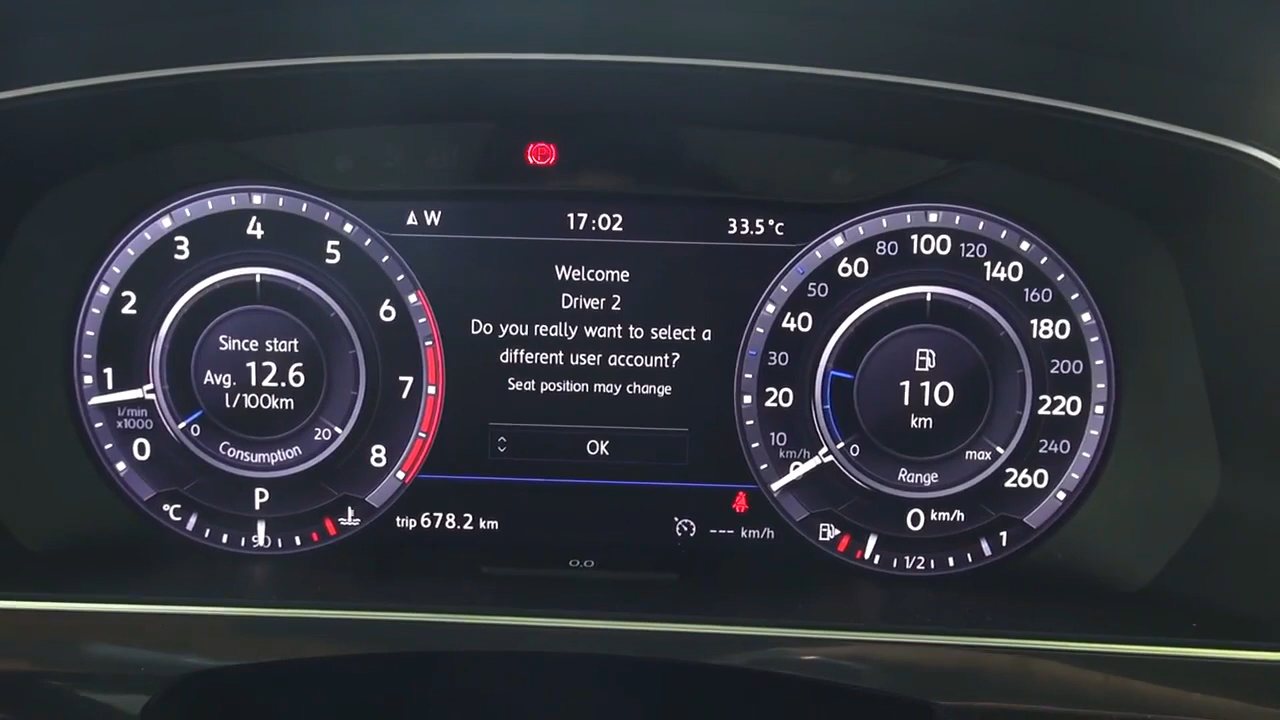 W
17:02
33.5°C
Welcome
Driver 2
Do you really want to select a
different user account?
Seat position may change
OK
trip 678.2 km
--- km/h
0.0
0
1
2
3
4
5
6
7
8
l/min
x1000
Since start
Avg. 12.6
l/100km
0
20
Consumption
P
°C
90
0
10
20
30
40
50
60
80
100
120
140
160
180
200
220
240
260
km/h
110
km
0
max
Range
0 km/h
1/2
1